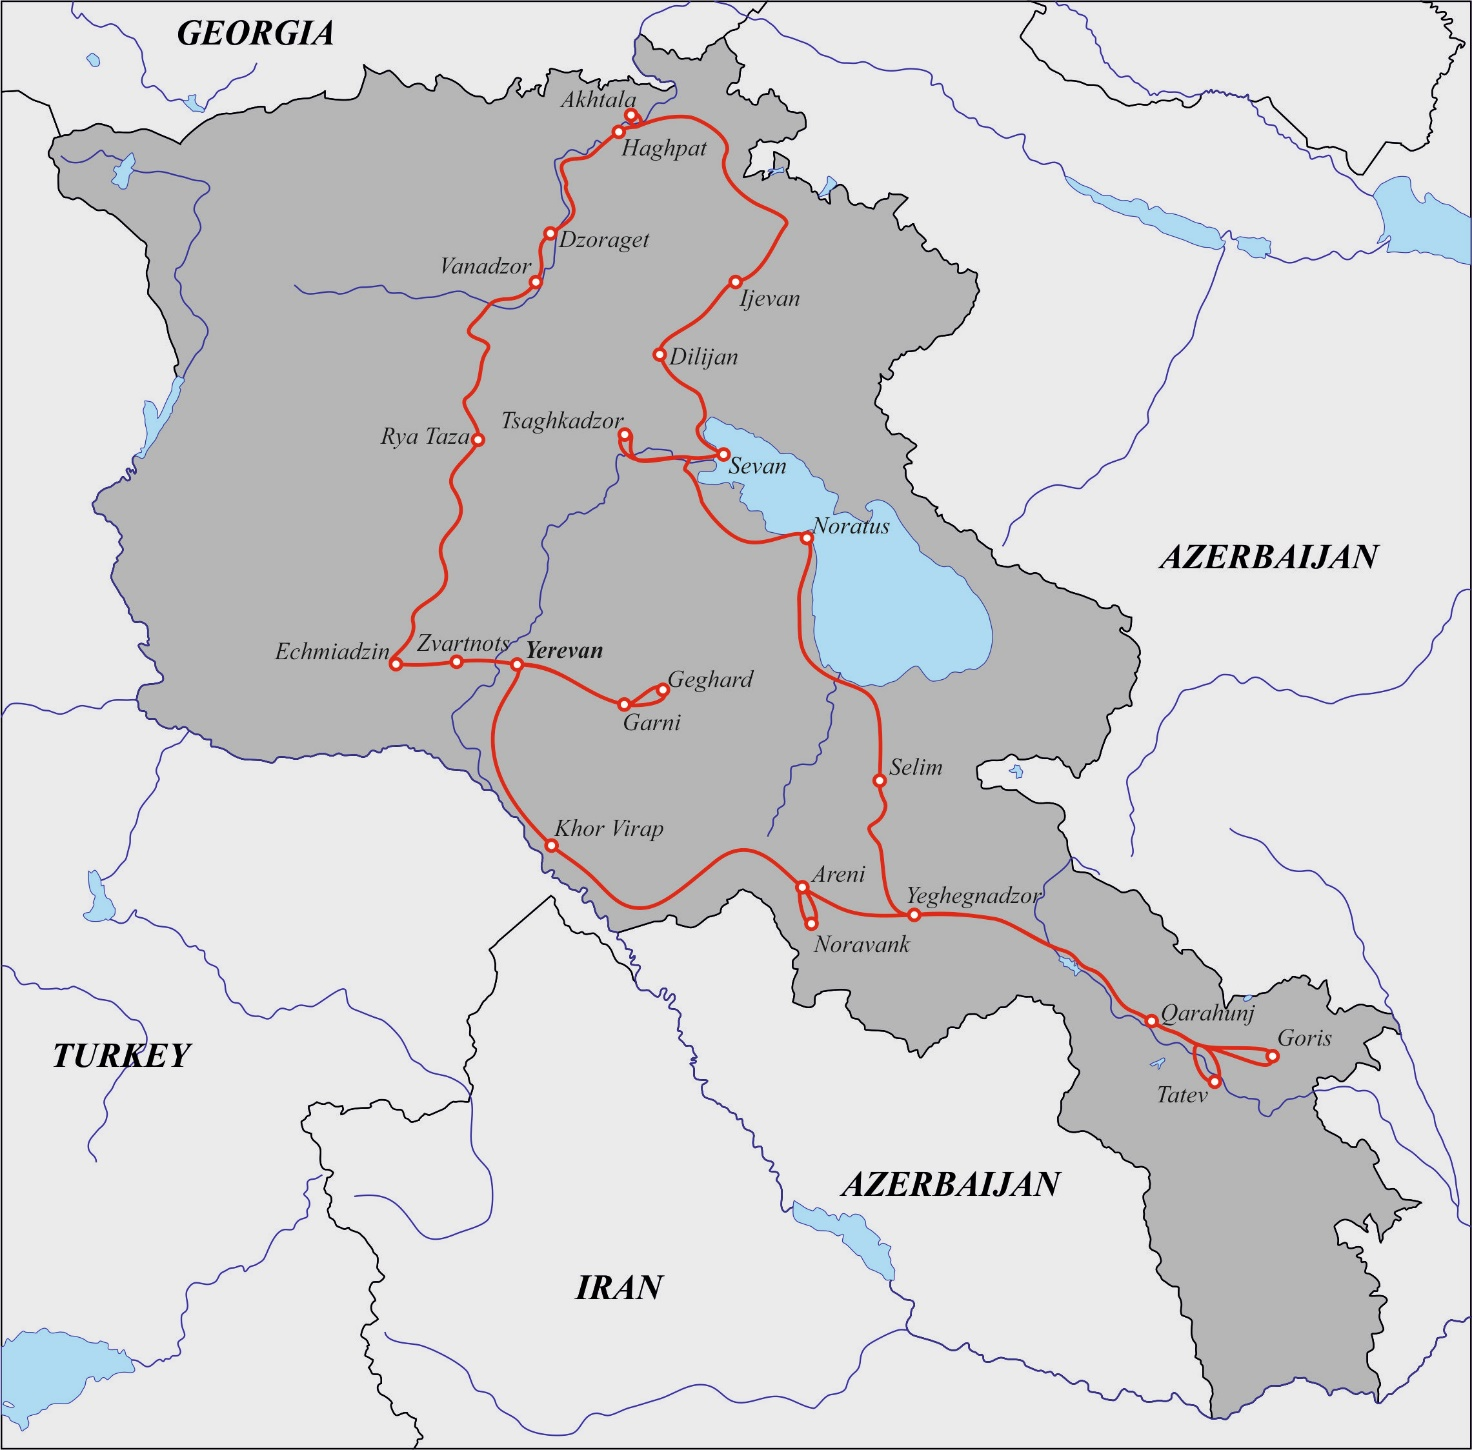 GEORGIA
Akhtala
Haghpat
Dzoraget
Vanadzor
Ijevan
Dilijan
Tsaghkadzor
Rya Taza
Sevan
Noratus
AZERBAIJAN
Echmiadzin
Zvartnots
Yerevan
Geghard
Garni
Selim
Khor Virap
Areni
Yeghegnadzor
Noravank
Qarahunj
Goris
TURKEY
Tatev
AZERBAIJAN
IRAN